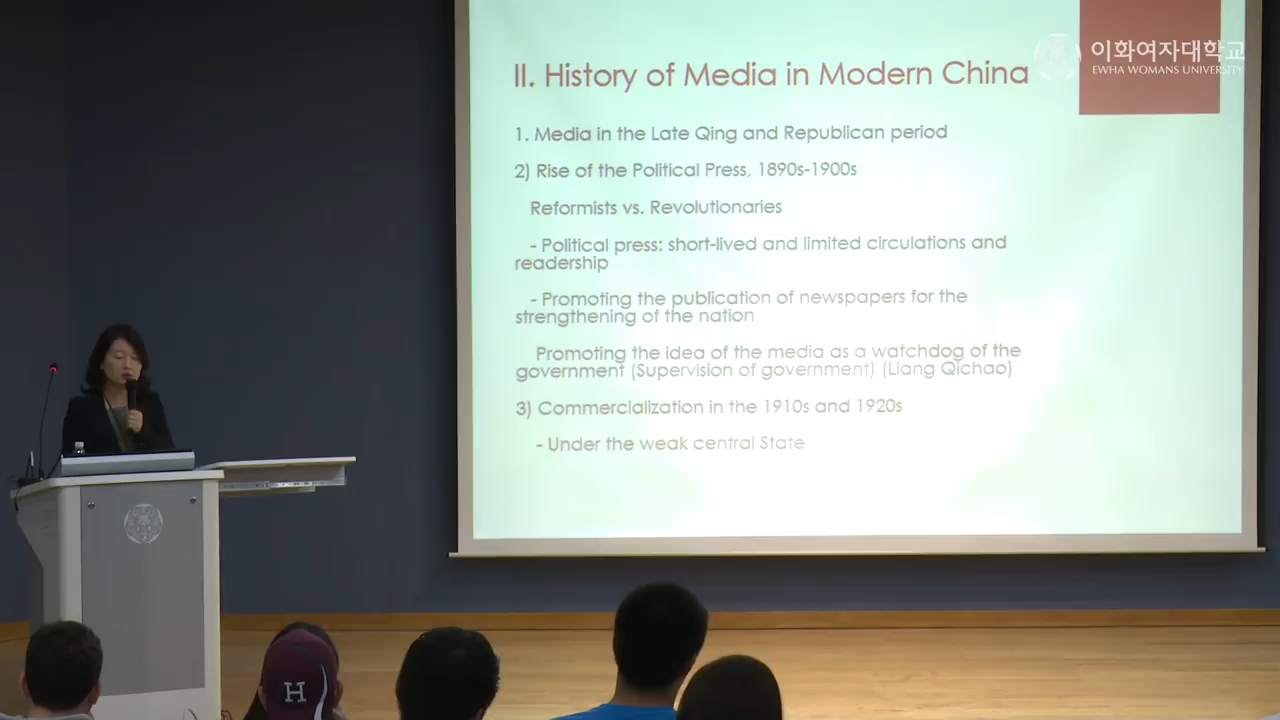 이화여자대학교
EWHA WOMANS UNIVERSITY
II. History of Media in Modern China
1. Media in the Late Qing and Republican period
2) Rise of the Political Press, 1890s-1900s
Reformists vs. Revolutionaries
- Political press: short-lived and limited circulations and
readership
- Promoting the publication of newspapers for the
strengthening of the nation
Promoting the idea of the media as a watchdog of the
government (Supervision of government) (Liang Qichao)
3) Commercialization in the 1910s and 1920s
- Under the weak central State
H